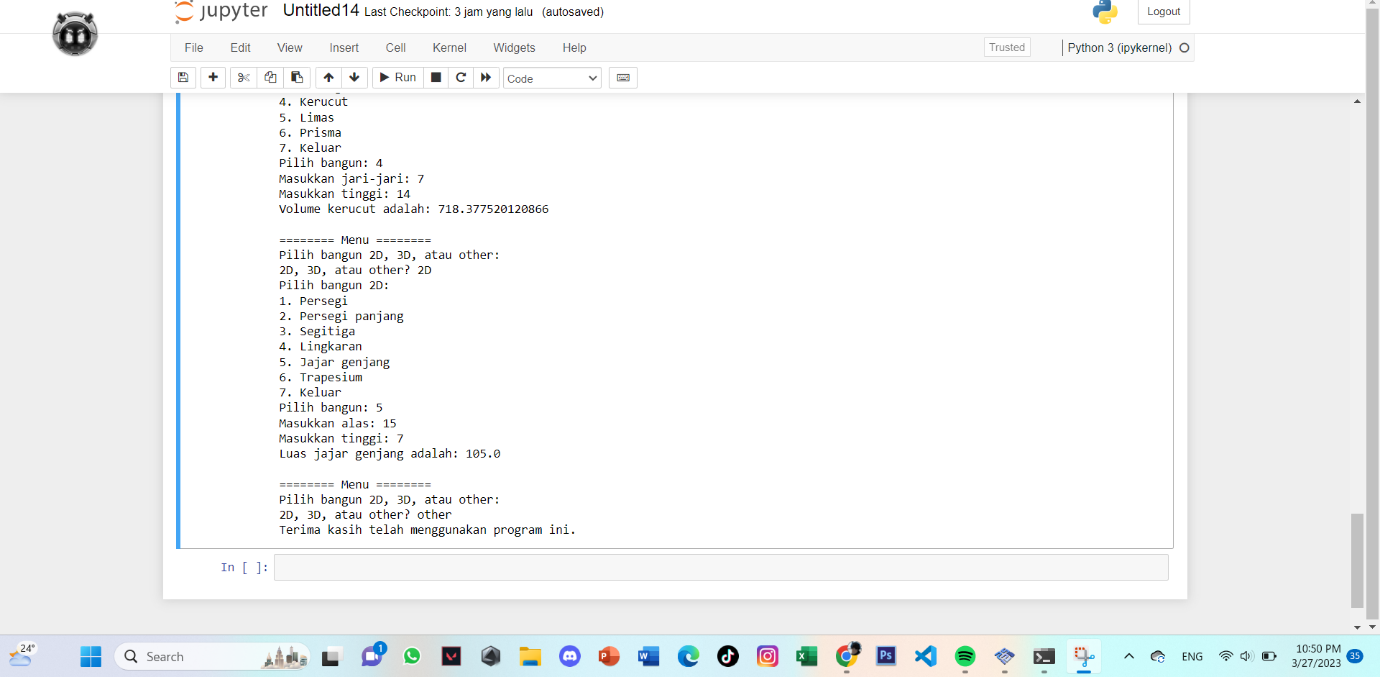 jupyter Untitled14 Last Checkpoint: 3 jam yang lalu (autosaved)
Logout
File Edit View Insert Cell Kernel Widgets Help
Trusted
Python 3 (ipykernel)
Run
Code
4. Kerucut
5. Limas
6. Prisma
7. Keluar
Pilih bangun: 4
Masukkan jari-jari: 7
Masukkan tinggi: 14
Volume kerucut adalah: 718.377520120866
======== Menu ========
Pilih bangun 2D, 3D, atau other:
2D, 3D, atau other? 2D
Pilih bangun 2D:
1. Persegi
2. Persegi panjang
3. Segitiga
4. Lingkaran
5. Jajar genjang
6. Trapesium
7. Keluar
Pilih bangun: 5
Masukkan alas: 15
Masukkan tinggi: 7
Luas jajar genjang adalah: 105.0
======== Menu ========
Pilih bangun 2D, 3D, atau other:
2D, 3D, atau other? other
Terima kasih telah menggunakan program ini.
In [ ]:
24°
Search
1
P
W
X
Ps
ENG
10:50 PM
3/27/2023
35